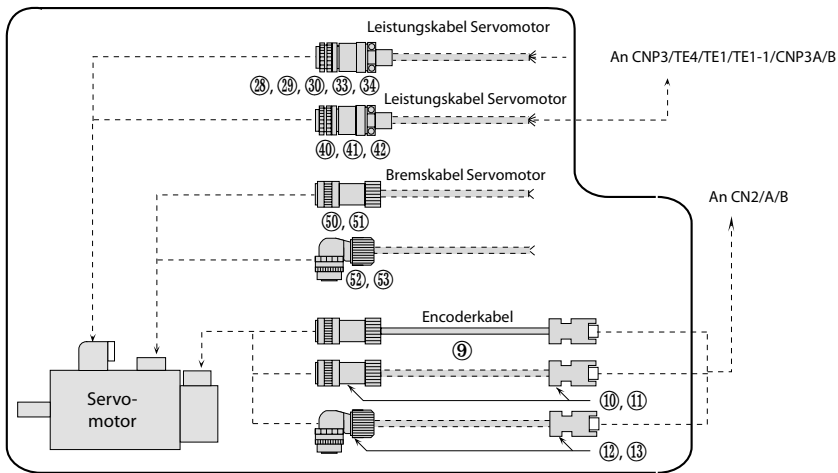 Leistungskabel Servomotor
An CNP3/TE4/TE1/TE1-1/CNP3A/B
㉘, ㉙, ㉚, ㉝, ㉞
Leistungskabel Servomotor
㊵, ㊶, ㊷
Bremskabel Servomotor
An CN2/A/B
㊿, 51
52, 53
Encoderkabel
⑨
⑩, ⑪
Servo-
motor
⑫, ⑬